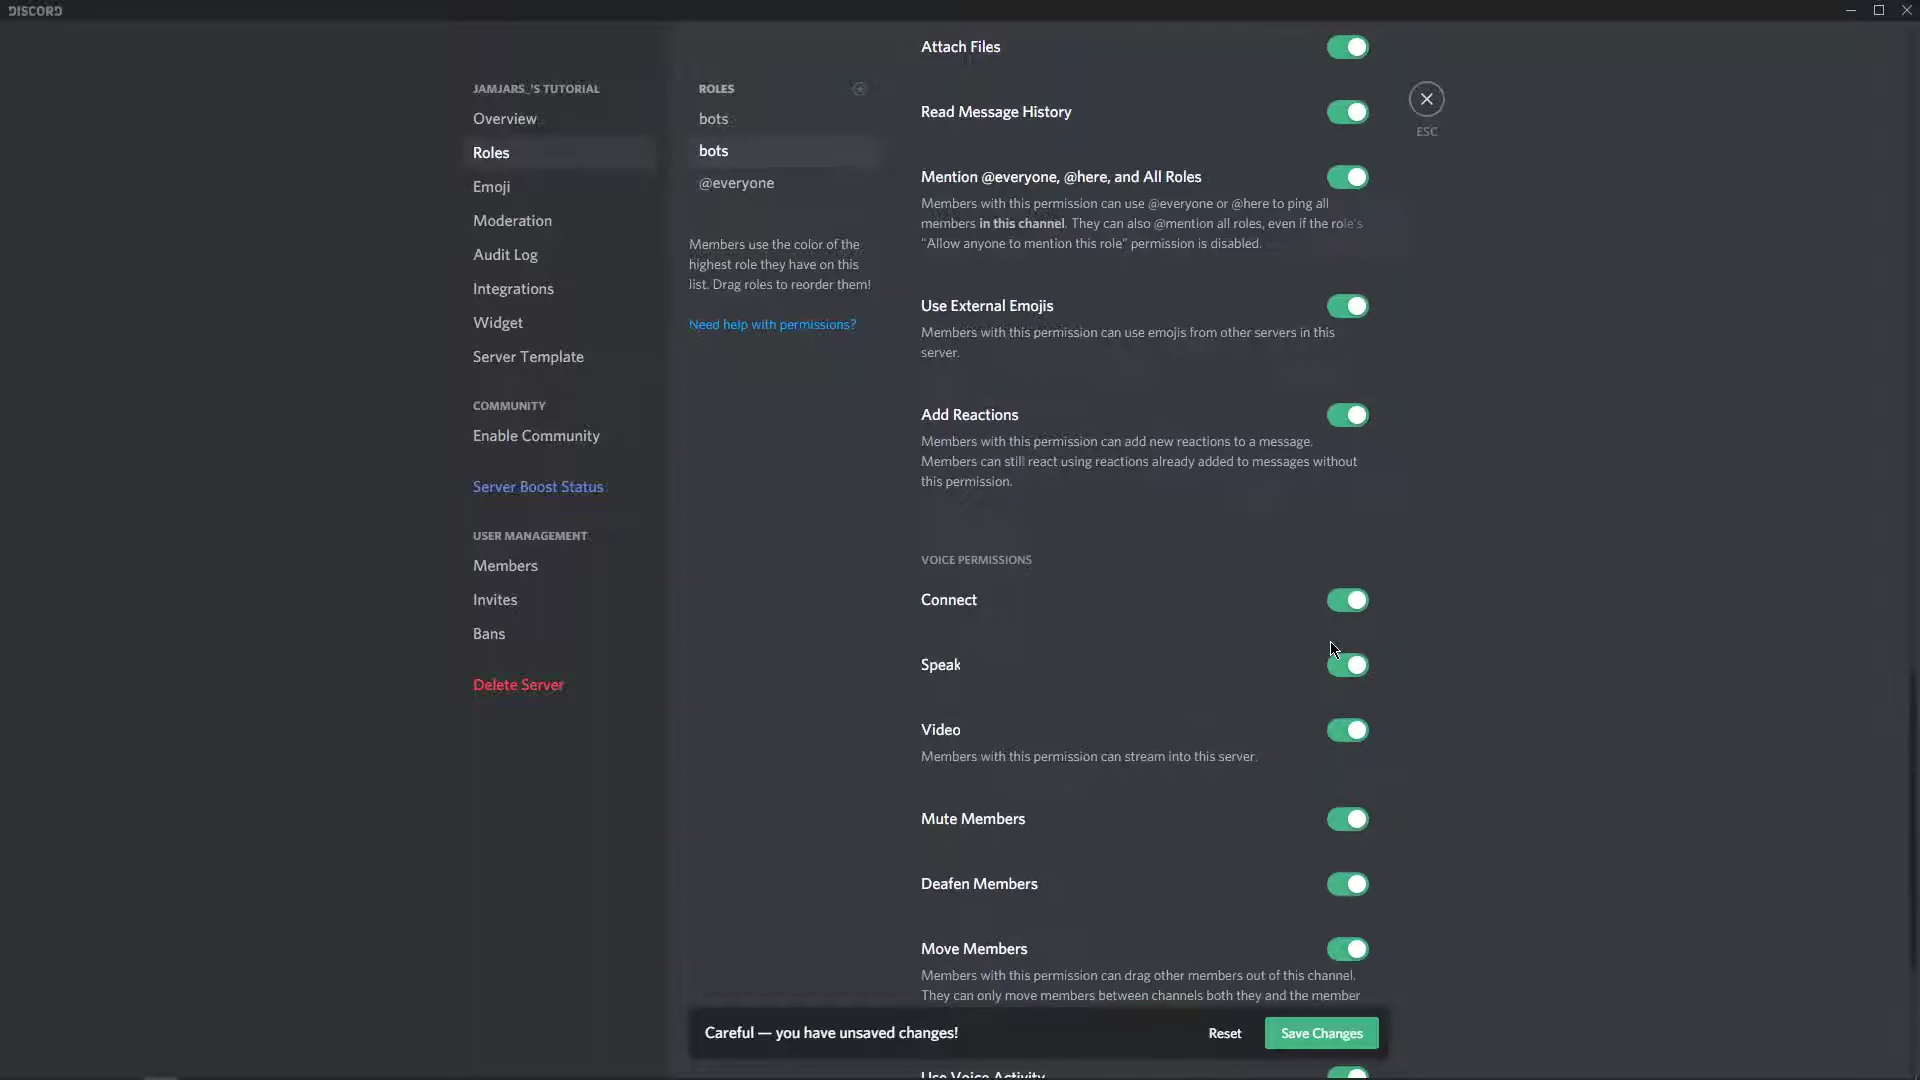 DISCORD
JAMJARS_'S TUTORIAL
Overview
Roles
Emoji
Moderation
Audit Log
Integrations
Widget
Server Template
COMMUNITY
Enable Community
Server Boost Status
USER MANAGEMENT
Members
Invites
Bans
Delete Server
ROLES
bots
bots
@everyone
Members use the color of the
highest role they have on this
list. Drag roles to reorder them!
Need help with permissions?
Attach Files
Read Message History
Mention @everyone, @here, and All Roles
Members with this permission can use @everyone or @here to ping all
members in this channel. They can also @mention all roles, even if the role's
"Allow anyone to mention this role" permission is disabled.
Use External Emojis
Members with this permission can use emojis from other servers in this
server.
Add Reactions
Members with this permission can add new reactions to a message.
Members can still react using reactions already added to messages without
this permission.
VOICE PERMISSIONS
Connect
Speak
Video
Members with this permission can stream into this server.
Mute Members
Deafen Members
Move Members
Members with this permission can drag other members out of this channel.
They can only move members between channels both they and the member
Careful — you have unsaved changes!
Reset
Save Changes
Use Voice Activity
ESC